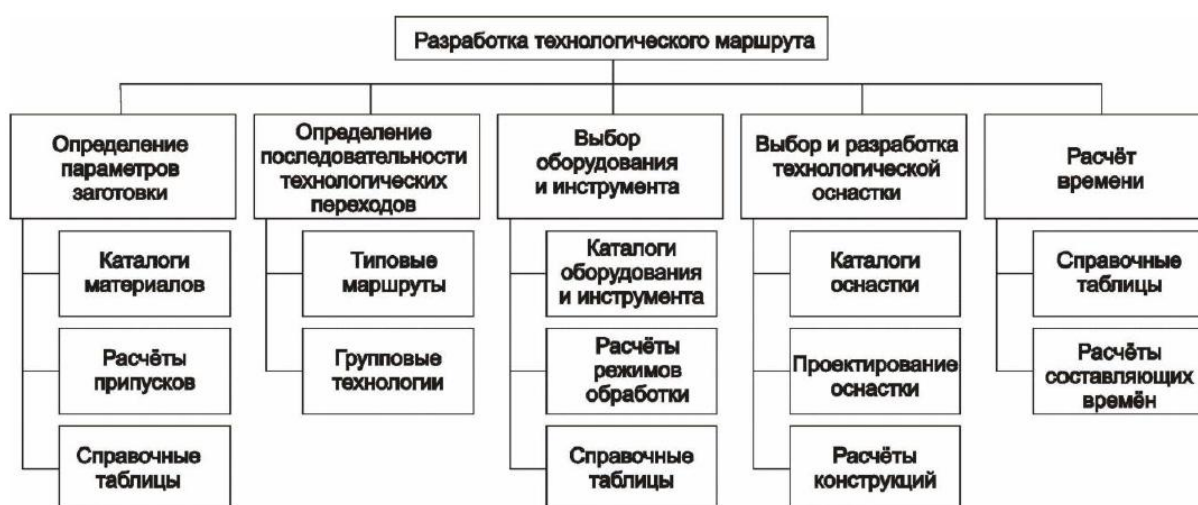 Разработка технологического маршрута
Определение
параметров
заготовки
Каталоги
материалов
Расчёты
припусков
Справочные
таблицы
Определение
последовательности
технологических
переходов
Типовые
маршруты
Групповые
технологии
Выбор
оборудования
и инструмента
Каталоги
оборудования
и инструмента
Расчёты
режимов
обработки
Справочные
таблицы
Выбор и разработка
технологической
оснастки
Каталоги
оснастки
Проектирование
оснастки
Расчёты
конструкций
Расчёт
времени
Справочные
таблицы
Расчёты
составляющих
времён